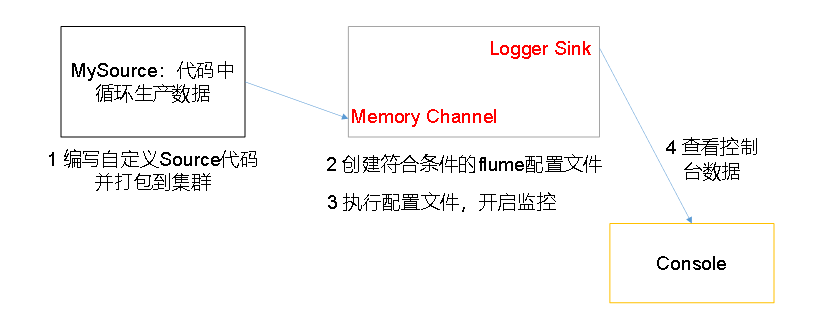 MySource：代码中
循环生产数据
1 编写自定义Source代码
并打包到集群
Logger Sink
Memory Channel
2 创建符合条件的flume配置文件
3 执行配置文件，开启监控
4 查看控制
台数据
Console